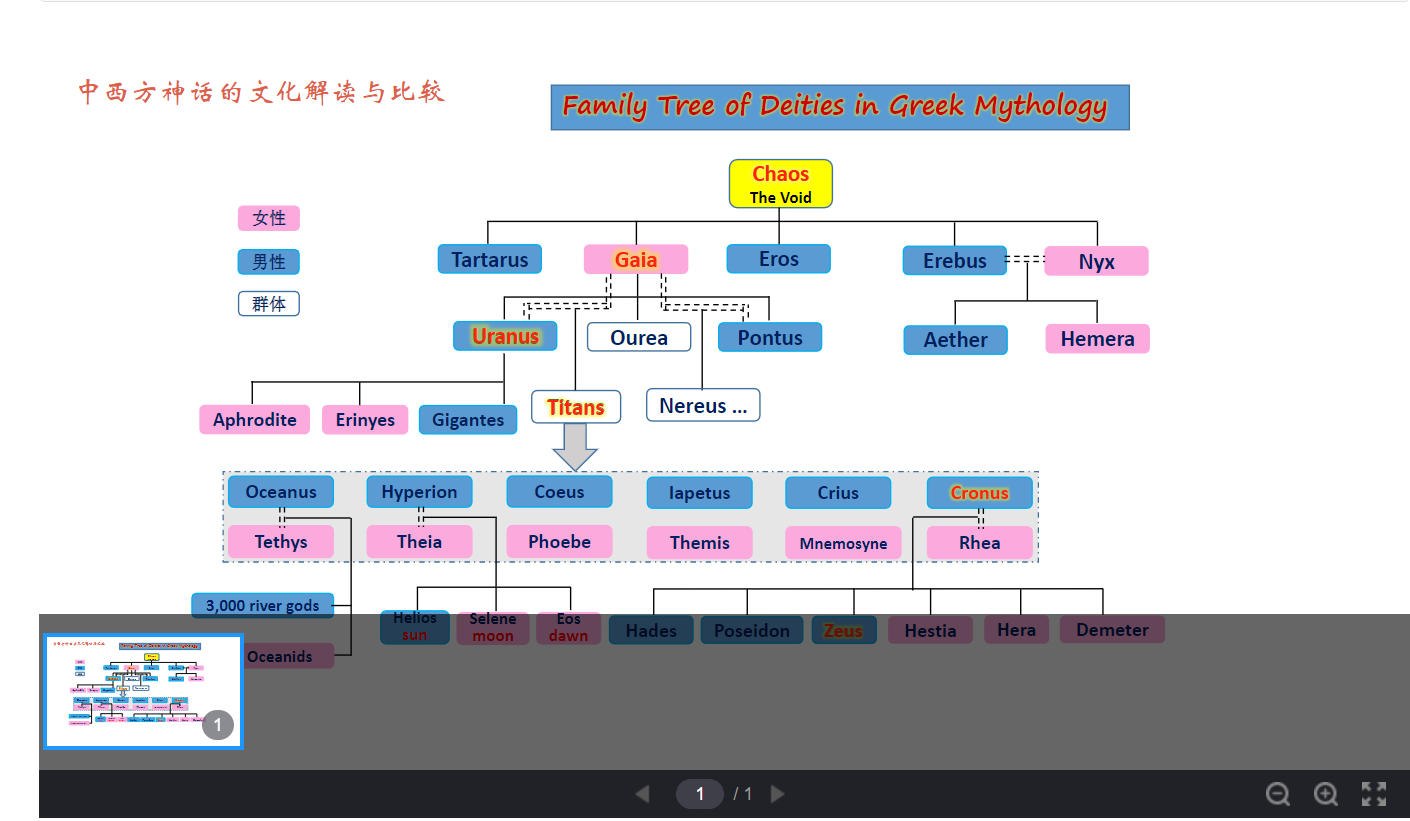 中西方神话的文化解读与比较
Family Tree of Deities in Greek Mythology
Chaos
The Void
女性
男性
群体
Tartarus
Gaia
Eros
Erebus
Nyx
Uranus
Ourea
Pontus
Aether
Hemera
Aphrodite
Erinyes
Gigantes
Titans
Nereus ...
Oceanus
Hyperion
Coeus
Iapetus
Crius
Cronus
Tethys
Theia
Phoebe
Themis
Mnemosyne
Rhea
3,000 river gods
Helios
sun
Selene
moon
Eos
dawn
Hades
Poseidon
Zeus
Hestia
Hera
Demeter
Oceanids
1
1 / 1